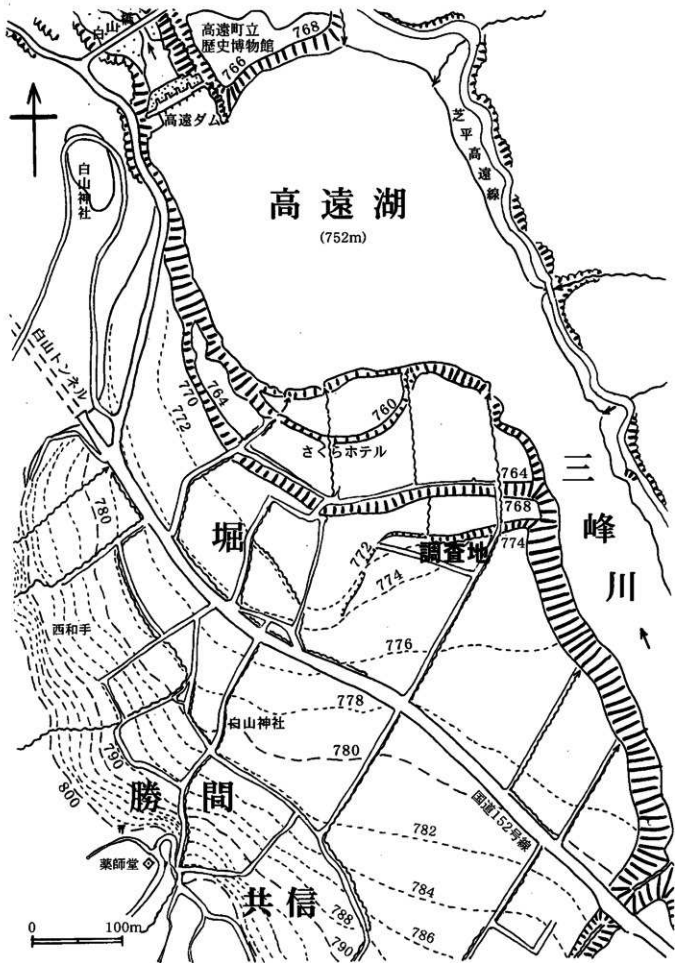 白山橋
高遠町立
歴史博物館
766
768
高遠ダム
芝平高遠線
白山神社
高遠湖
(752m)
白山トンネル
770
764
772
760
さくらホテル
三峰川
764
768
774
780
堀
772
調査地
774
西和手
776
778
白山神社
780
790
800
勝間
国道152号線
782
薬師堂
784
共信
788
786
790
0
100m